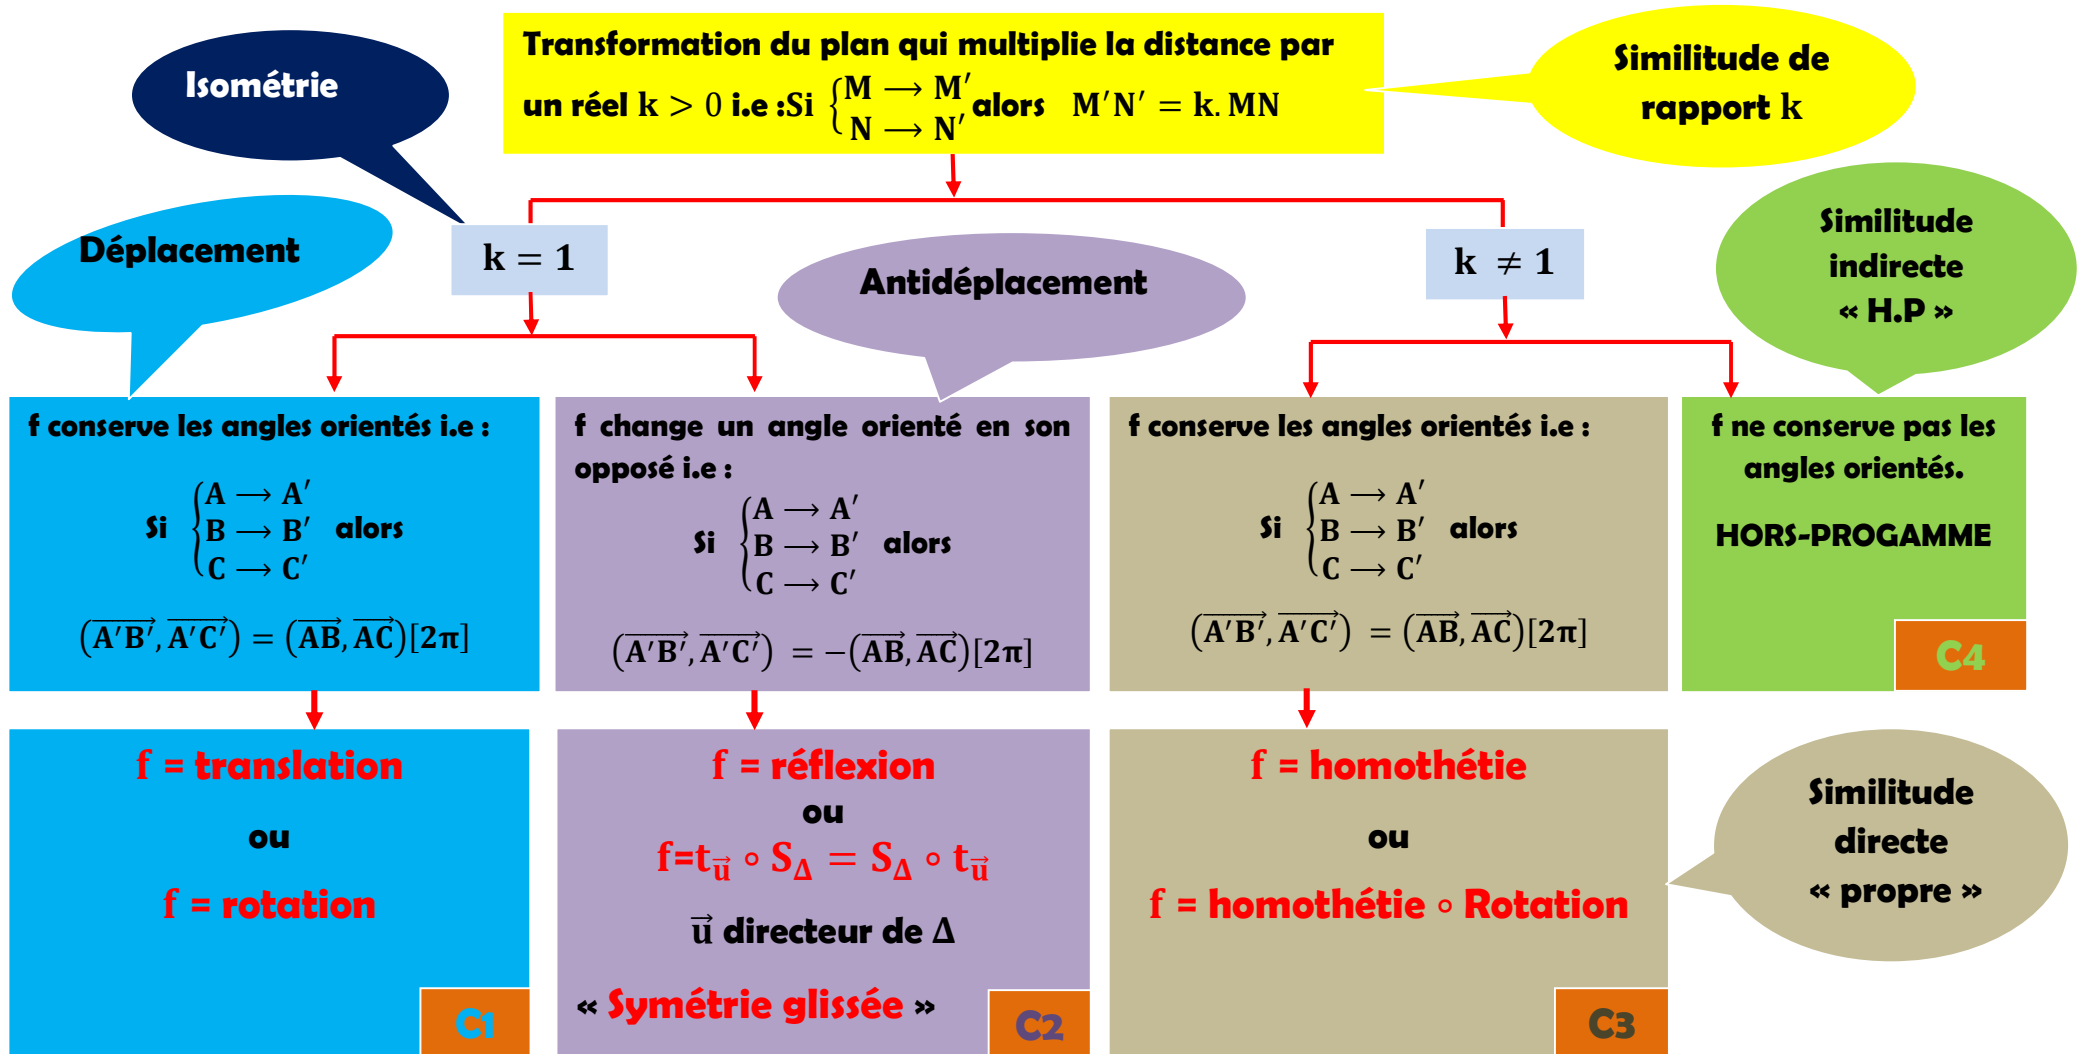 Isométrie
Transformation du plan qui multiplie la distance par
un réel k > 0 i.e :Si { M → M′ N → N′ alors M′N′ = k. MN
Similitude de
rapport k
Déplacement
k = 1
Antidéplacement
k ≠ 1
Similitude
indirecte
« H.P »
f conserve les angles orientés i.e :
Si { A → A′
B → B′ alors
C → C′
(A′B′⃗, A′C′⃗) = (AB⃗, AC⃗)[2π]
f change un angle orienté en son
opposé i.e :
Si { A → A′
B → B′ alors
C → C′
(A′B′⃗, A′C′⃗) = −(AB⃗, AC⃗)[2π]
f conserve les angles orientés i.e :
Si { A → A′
B → B′ alors
C → C′
(A′B′⃗, A′C′⃗) = (AB⃗, AC⃗)[2π]
f ne conserve pas les
angles orientés.
HORS-PROGAMME
C4
f = translation
ou
f = rotation
C1
f = réflexion
ou
f=t_u⃗ ∘ S_Δ = S_Δ ∘ t_u⃗
u⃗ directeur de Δ
« Symétrie glissée »
C2
f = homothétie
ou
f = homothétie ∘ Rotation
C3
Similitude
directe
« propre »